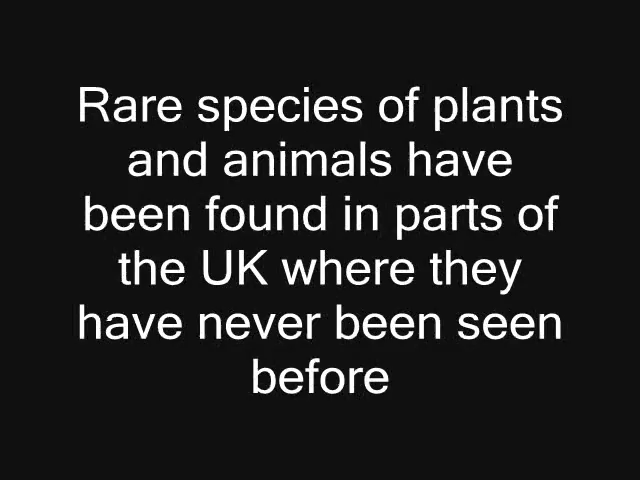 Rare species of plants
and animals have
been found in parts of
the UK where they
have never been seen
before